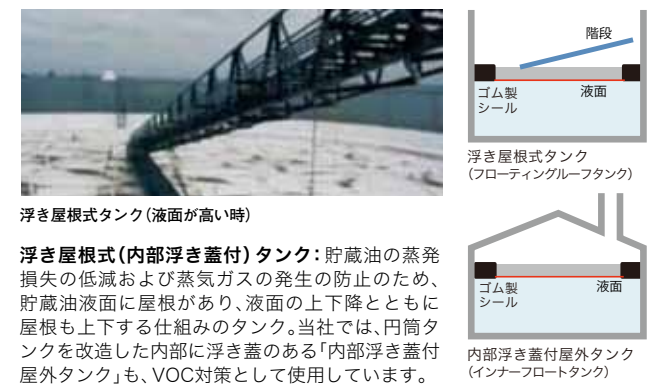 浮き屋根式タンク(液面が高い時)
浮き屋根式(内部浮き蓋付)タンク:貯蔵油の蒸発
損失の低減および蒸気ガスの発生の防止のため、
貯蔵油液面に屋根があり、液面の上下降とともに
屋根も上下する仕組みのタンク。当社では、円筒タ
ンクを改造した内部に浮き蓋のある「内部浮き蓋付
屋外タンク」も、VOC対策として使用しています。
階段
ゴム製
シール
液面
浮き屋根式タンク
(フローティングルーフタンク)
ゴム製
シール
液面
内部浮き蓋付屋外タンク
(インナーフロートタンク)